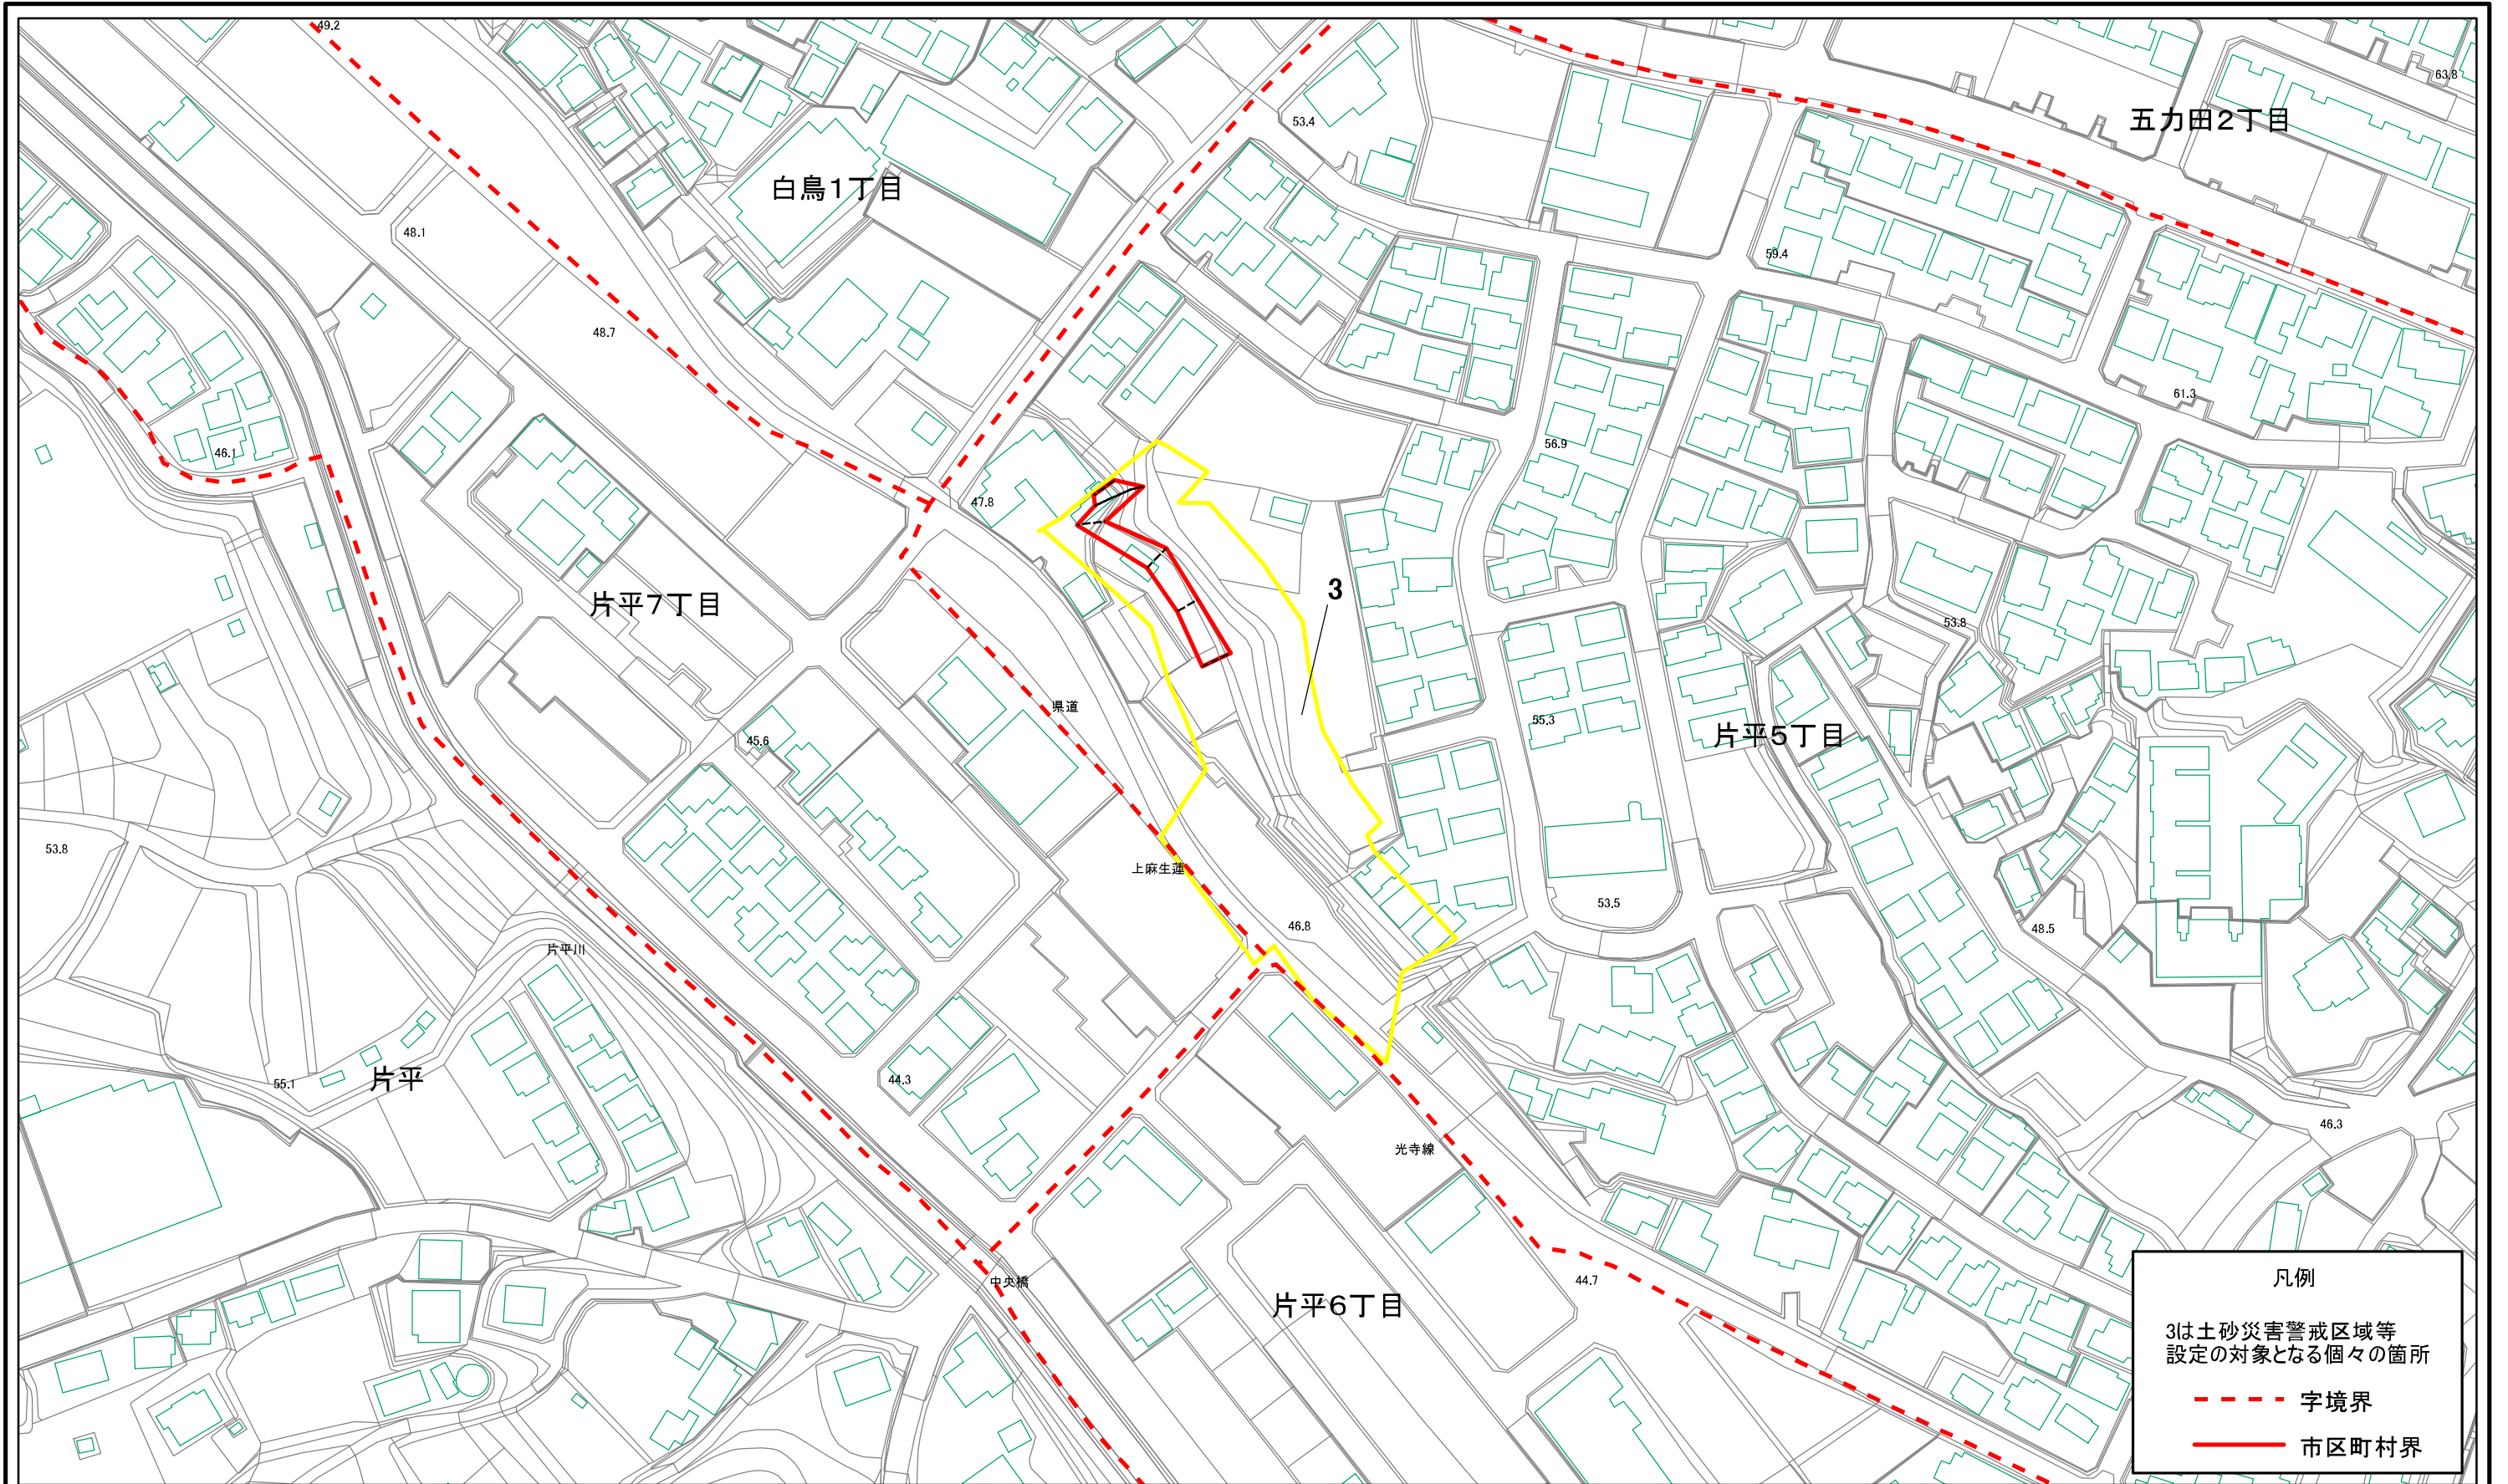 49.2
63.8
五力田2丁目
53.4
白鳥1丁目
48.1
59.4
48.7
61.3
56.9
46.1
47.8
3
片平7丁目
53.8
県道
55.3
片平5丁目
45.6
53.8
上麻生蓮
53.5
46.8
48.5
片平川
44.3
55.1
片平
46.3
光寺線
中央橋
44.7
片平6丁目
凡例
3は土砂災害警戒区域等
設定の対象となる個々の箇所
字境界
市区町村界